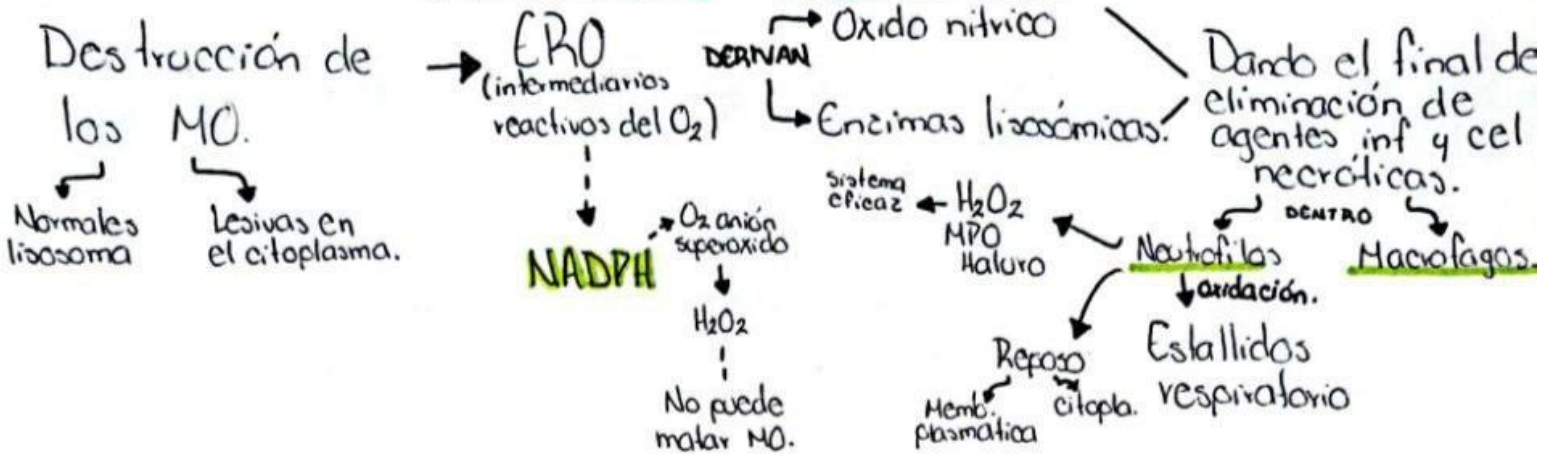 Destrucción de
los MO.
Normales
lisosoma
Lesivas en
el citoplasma.
ERO
(intermediarios
reactivos del O₂)
NADPH
O₂ anión
superoxido
H₂O₂
No puede
matar MO.
DERIVAN
Oxido nitrico
Enzimas lisosómicas.
Dando el final de
eliminación de
agentes inf y cel
necróticas.
DENTRO
Neutrofilos
Macrofagos.
sistema
eficaz
H₂O₂
MPO
Haluro
oxidación.
Estallidos
respiratorio
Reposo
Memb.
plasmática
citopla.